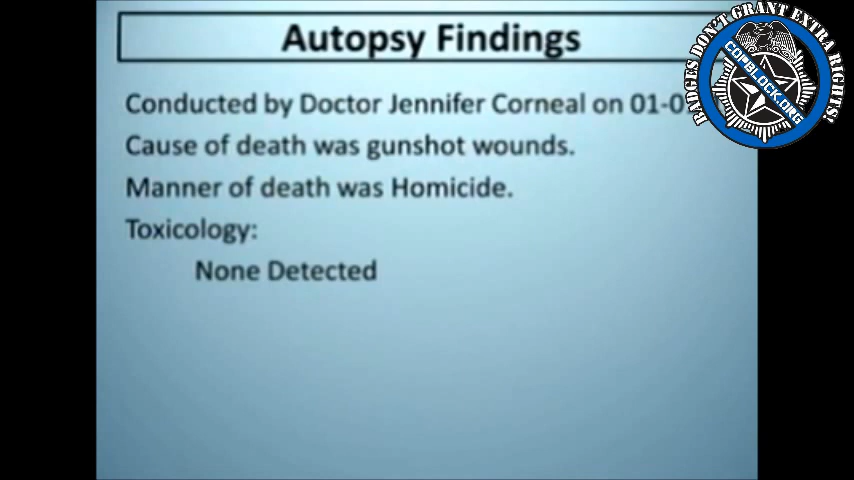 Autopsy Findings
Conducted by Doctor Jennifer Corneal on 01-0
Cause of death was gunshot wounds.
Manner of death was Homicide.
Toxicology:
None Detected
BADGES DON'T GRANT EXTRA RIGHTS!
COPBLOCK.ORG